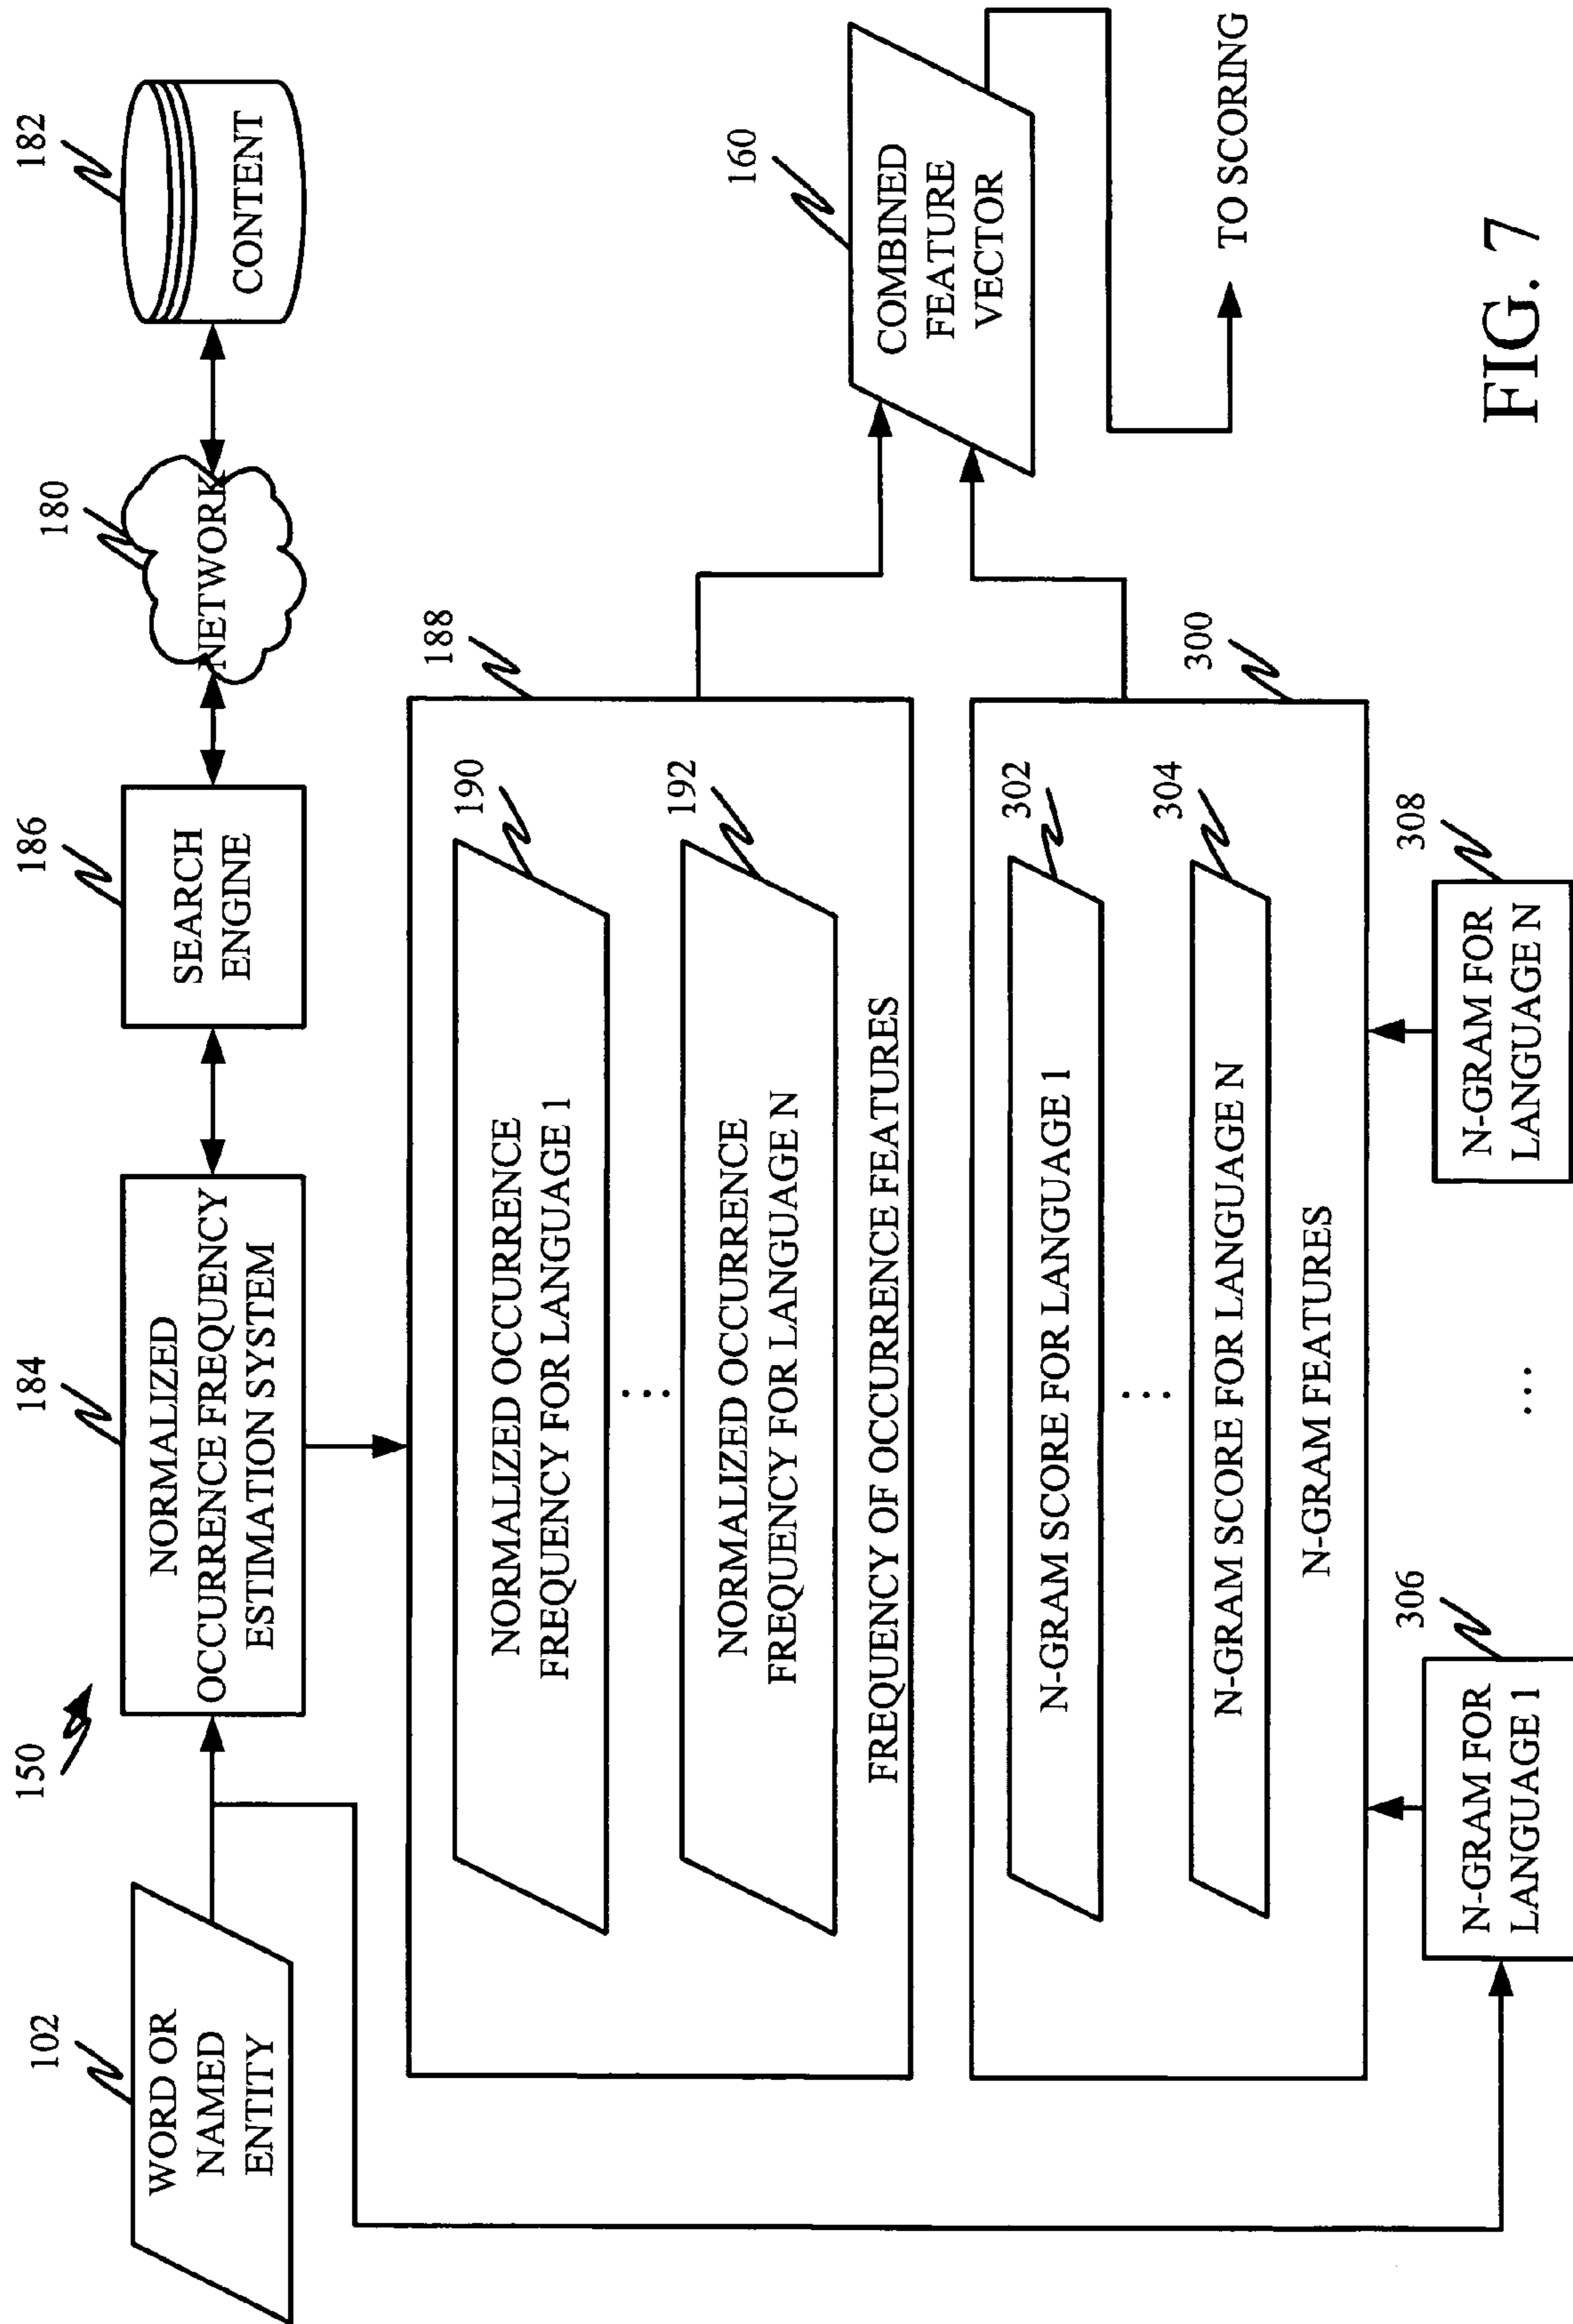 150
102
WORD OR
NAMED
ENTITY
184
NORMALIZED
OCCURRENCE FREQUENCY
ESTIMATION SYSTEM
186
SEARCH
ENGINE
180
NETWORK
182
CONTENT
188
190
NORMALIZED OCCURRENCE
FREQUENCY FOR LANGUAGE 1
...
192
NORMALIZED OCCURRENCE
FREQUENCY FOR LANGUAGE N
FREQUENCY OF OCCURRENCE FEATURES
300
302
N-GRAM SCORE FOR LANGUAGE 1
...
304
N-GRAM SCORE FOR LANGUAGE N
N-GRAM FEATURES
306
N-GRAM FOR
LANGUAGE 1
...
308
N-GRAM FOR
LANGUAGE N
160
COMBINED
FEATURE
VECTOR
TO SCORING
FIG. 7